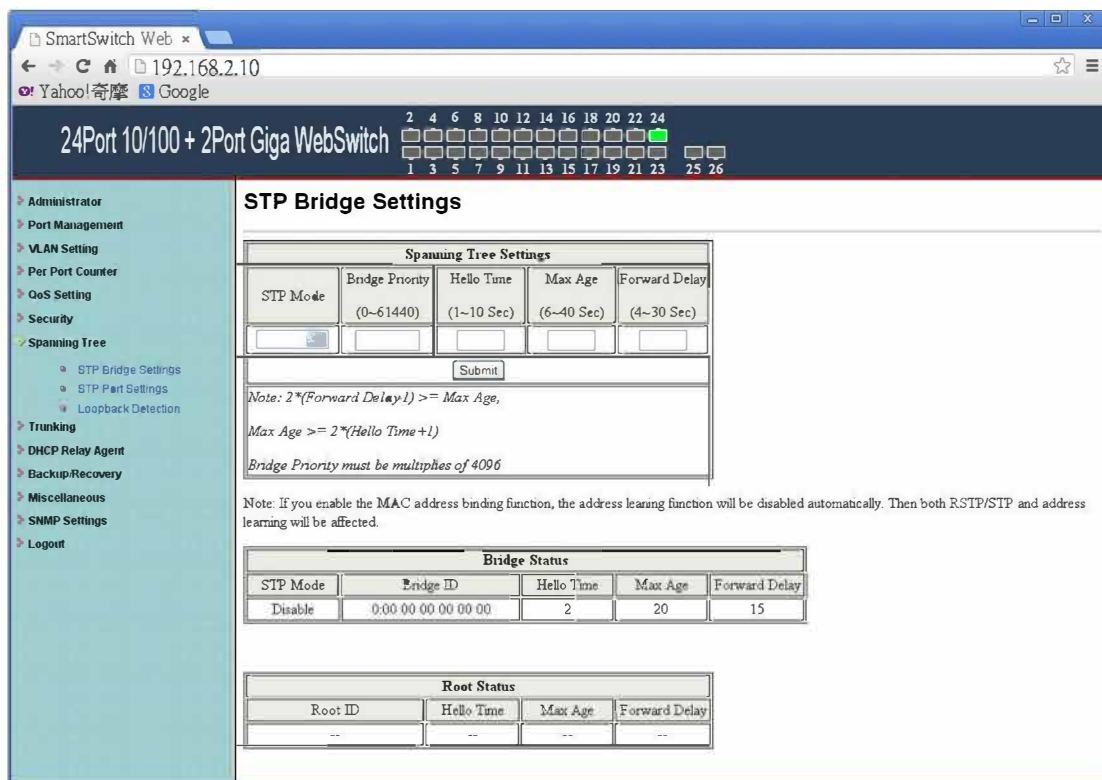 SmartSwitch Web ×
192.168.2.10
Yahoo!奇摩 Google
24Port 10/100 + 2Port Giga WebSwitch
2 4 6 8 10 12 14 16 18 20 22 24
1 3 5 7 9 11 13 15 17 19 21 23 25 26
Administrator
Port Management
VLAN Setting
Per Port Counter
QoS Setting
Security
Spanning Tree
STP Bridge Settings
STP Port Settings
Loopback Detection
Trunking
DHCP Relay Agent
Backup/Recovery
Miscellaneous
SNMP Settings
Logout
STP Bridge Settings
Spanning Tree Settings
STP Mode Bridge Priority Hello Time Max Age Forward Delay
(0~61440) (1~10 Sec) (6~40 Sec) (4~30 Sec)
Submit
Note: 2*(Forward Delay-1) >= Max Age,
Max Age >= 2*(Hello Time+1)
Bridge Priority must be multiplies of 4096
Note: If you enable the MAC address binding function, the address leaning function will be disabled automatically. Then both RSTP/STP and address
learning will be affected.
Bridge Status
STP Mode Bridge ID Hello Time Max Age Forward Delay
Disable 0:00 00 00 00 00 00 2 20 15
Root Status
Root ID Hello Time Max Age Forward Delay
-- -- -- --